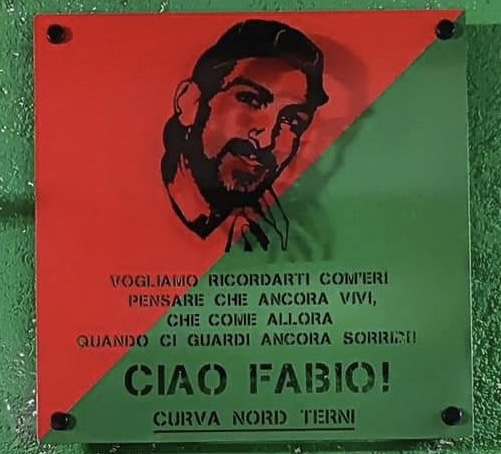 VOGLIAMO RICORDARTI COM'ERI
PENSARE CHE ANCORA VIVI,
CHE COME ALLORA
QUANDO CI GUARDI ANCORA SORRIDI!
CIAO FABIO!
CURVA NORD TERNI